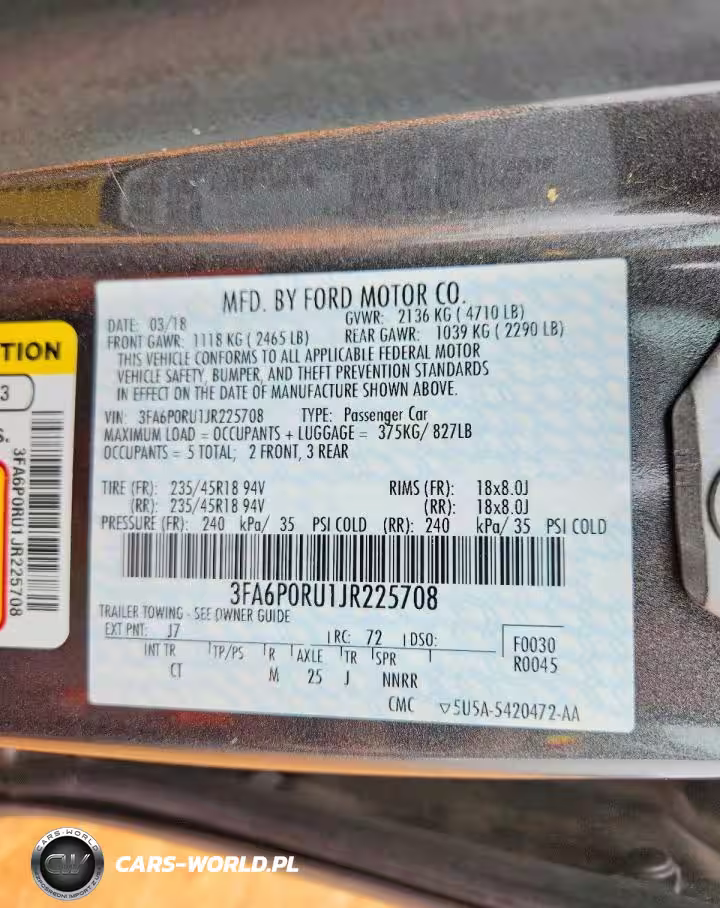 MFD. BY FORD MOTOR CO.
DATE: 03/18 GVWR: 2136 KG ( 4710 LB)
FRONT GAWR: 1118 KG ( 2465 LB) REAR GAWR: 1039 KG ( 2290 LB)
THIS VEHICLE CONFORMS TO ALL APPLICABLE FEDERAL MOTOR
VEHICLE SAFETY, BUMPER, AND THEFT PREVENTION STANDARDS
IN EFFECT ON THE DATE OF MANUFACTURE SHOWN ABOVE.
VIN: 3FA6P0RU1JR225708 TYPE: Passenger Car
MAXIMUM LOAD = OCCUPANTS + LUGGAGE = 375KG/ 827LB
OCCUPANTS = 5 TOTAL; 2 FRONT, 3 REAR
TIRE (FR): 235/45R18 94V RIMS (FR): 18x8.0J
(RR): 235/45R18 94V (RR): 18x8.0J
PRESSURE (FR): 240 kPa/ 35 PSI COLD (RR): 240 kPa/ 35 PSI COLD
3FA6P0RU1JR225708
TRAILER TOWING - SEE OWNER GUIDE
EXT PNT: J7 RC: 72 DSO:
F0030
R0045
INT TR TP/PS R AXLE TR SPR
CT M 25 J NNRR
CMC ▽5U5A-5420472-AA
TION
3
S.
3FA6P0RU1JR225708
CARS-WORLD
CW
CARS-WORLD.PL